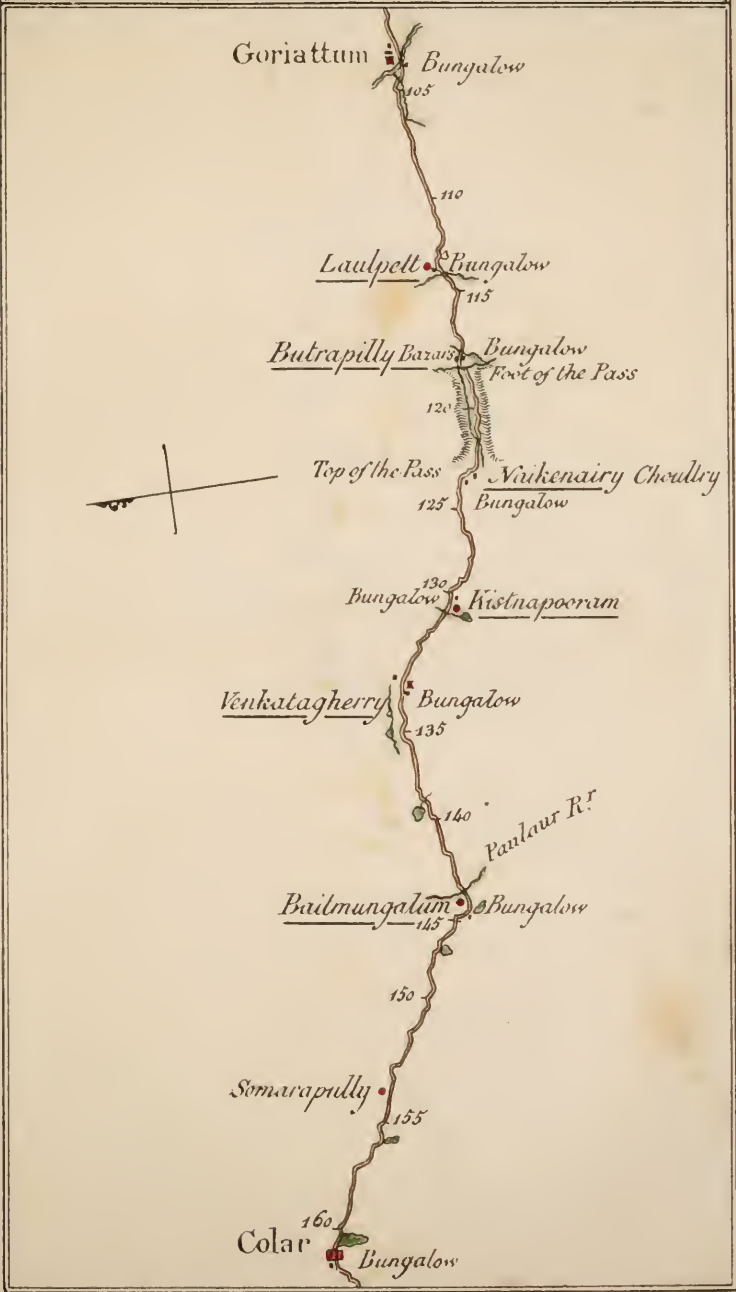 Goriattum
Bungalow
105
110
Laulpett
Bungalow
115
Butrapilly Bazars
Bungalow
Foot of the Pass
120
Top of the Pass
Naikenairy Choultry
125
Bungalow
130
Bungalow
Kistnapooram
Venkatagherry
Bungalow
135
140
Paulaur Rr
Baitmungalum
Bungalow
145
150
Somarapully
155
160
Colar
Bungalow